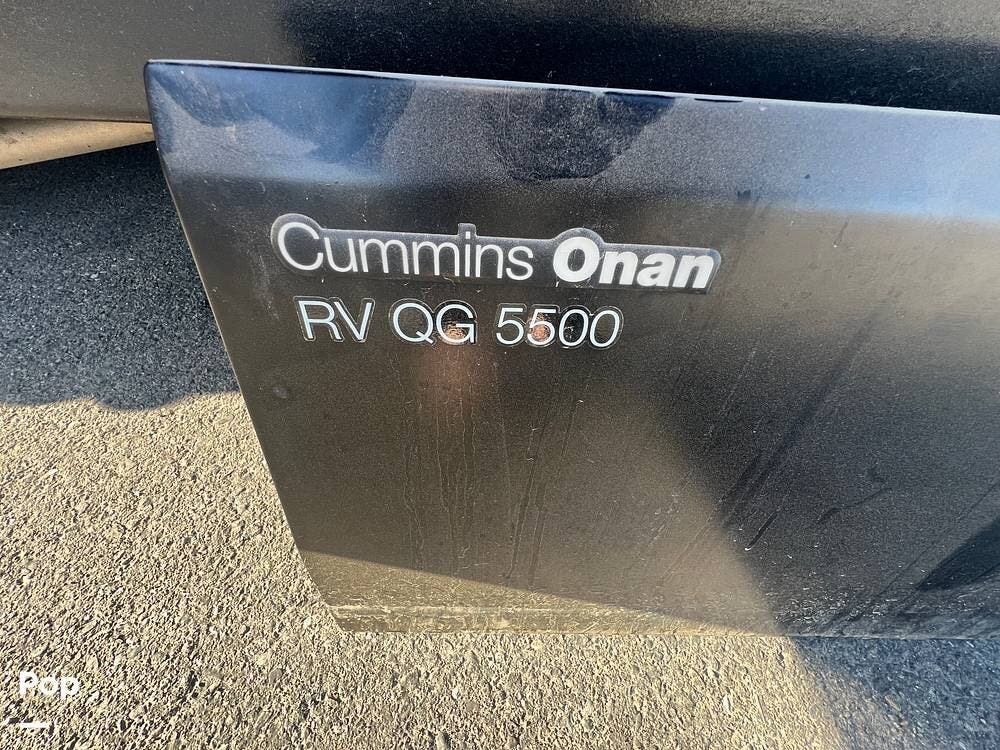 Cummins Onan
RV QG 5500
Pop